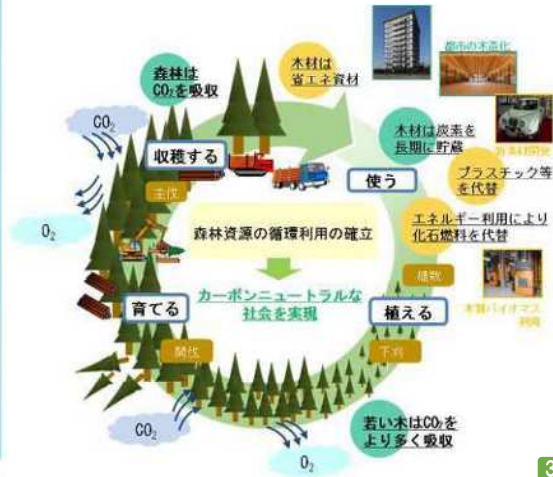 都市の木造化
木材は
省エネ資材
森林は
CO₂を吸収
CO₂
木材は炭素を
長期に貯蔵
収穫する
使う
プラスチック等
を代替
主伐
O₂
森林資源の循環利用の確立
エネルギー利用により
化石燃料を代替
カーボンニュートラルな
社会を実現
育てる
植える
木質バイオマス
利用
間伐
下刈
若い木はCO₂を
より多く吸収
CO₂
O₂
3